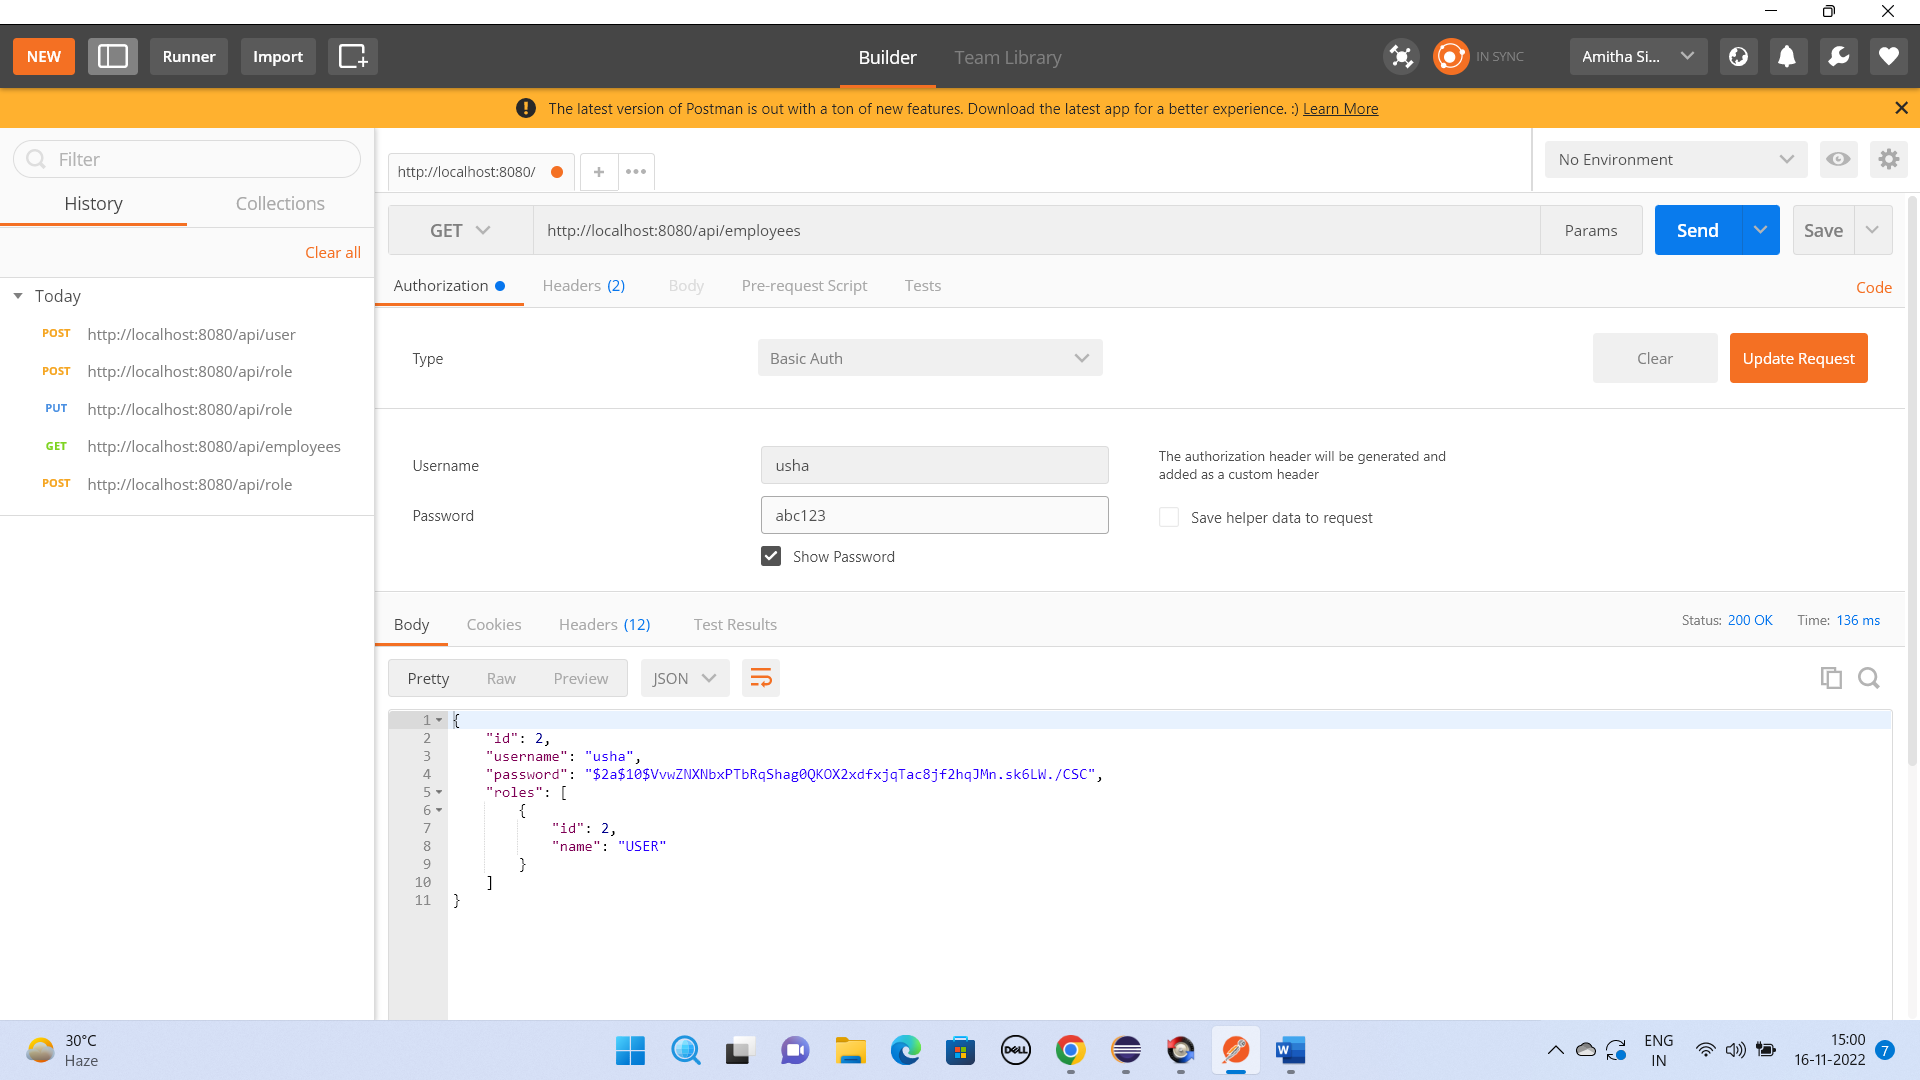 NEW
Runner
Import
Builder
Team Library
IN SYNC
Amitha Si...
The latest version of Postman is out with a ton of new features. Download the latest app for a better experience. :) Learn More
Filter
History
Collections
Clear all
Today
POST http://localhost:8080/api/user
POST http://localhost:8080/api/role
PUT http://localhost:8080/api/role
GET http://localhost:8080/api/employees
POST http://localhost:8080/api/role
http://localhost:8080/
No Environment
GET
http://localhost:8080/api/employees
Params
Send
Save
Authorization
Headers (2)
Body
Pre-request Script
Tests
Code
Type
Basic Auth
Clear
Update Request
Username
usha
The authorization header will be generated and
added as a custom header
Password
abc123
Save helper data to request
Show Password
Body
Cookies
Headers (12)
Test Results
Status: 200 OK
Time: 136 ms
Pretty
Raw
Preview
JSON
1 {
2 "id": 2,
3 "username": "usha",
4 "password": "$2a$10$VvwZNXNbxPTbRqShag0QKOX2xdfxjqTac8jf2hqJMn.sk6LW./CSC",
5 "roles": [
6 {
7 "id": 2,
8 "name": "USER"
9 }
10 ]
11 }
30°C
Haze
DELL
W
ENG
IN
15:00
16-11-2022
7